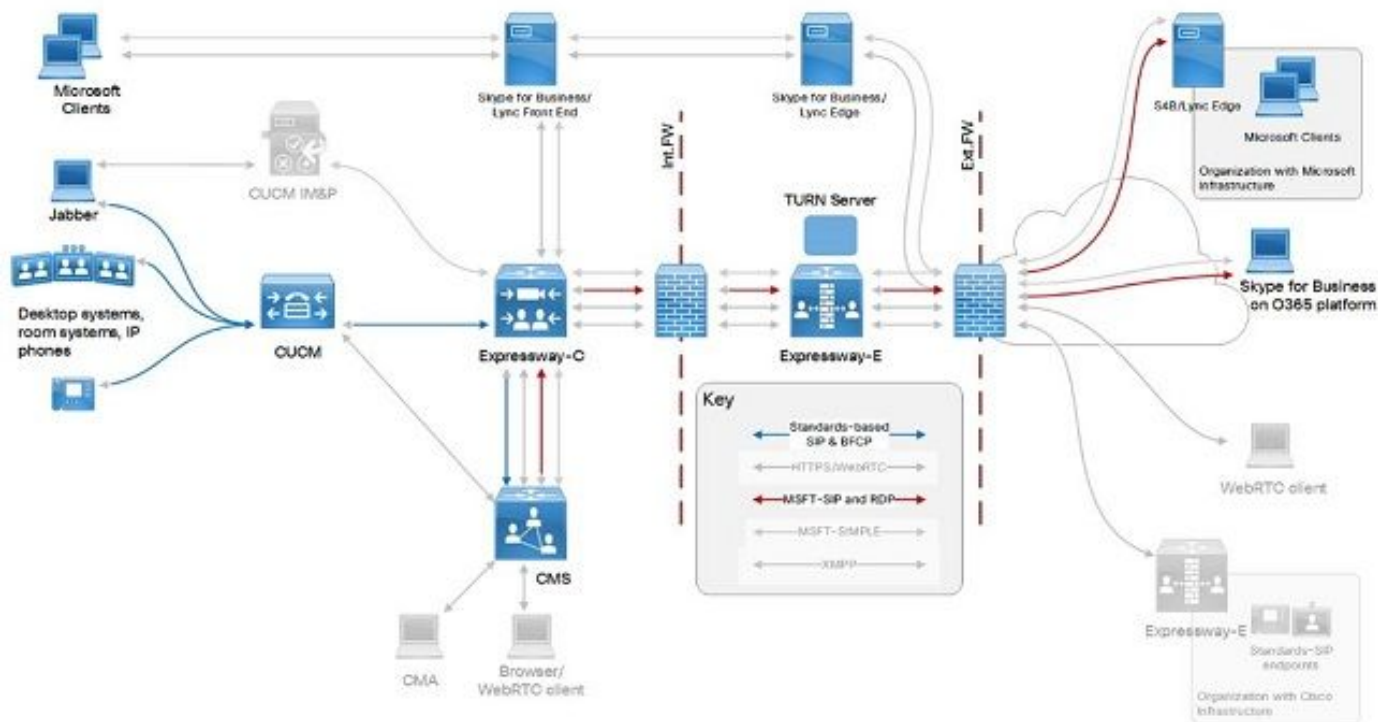 Microsoft
Clients
Skype for Business/
Lync Front End
Skype for Business/
Lync Edge
S4B/Lync Edge
Microsoft Clients
Organization with Microsoft
Infrastructure
Int.FW
Ext.FW
CUCM IM&P
Jabber
TURN Server
Skype for Business
on O365 platform
Desktop systems,
room systems, IP
phones
CUCM
Expressway-C
Expressway-E
Key
Standards-based
SIP & BFCP
HTTPS/WebRTC
MSFT-SIP and RDP
MSFT-SIMPLE
XMPP
WebRTC client
CMS
CMA
Browser/
WebRTC client
Expressway-E
Standards-SIP
endpoints
Organization with Cisco
Infrastructure